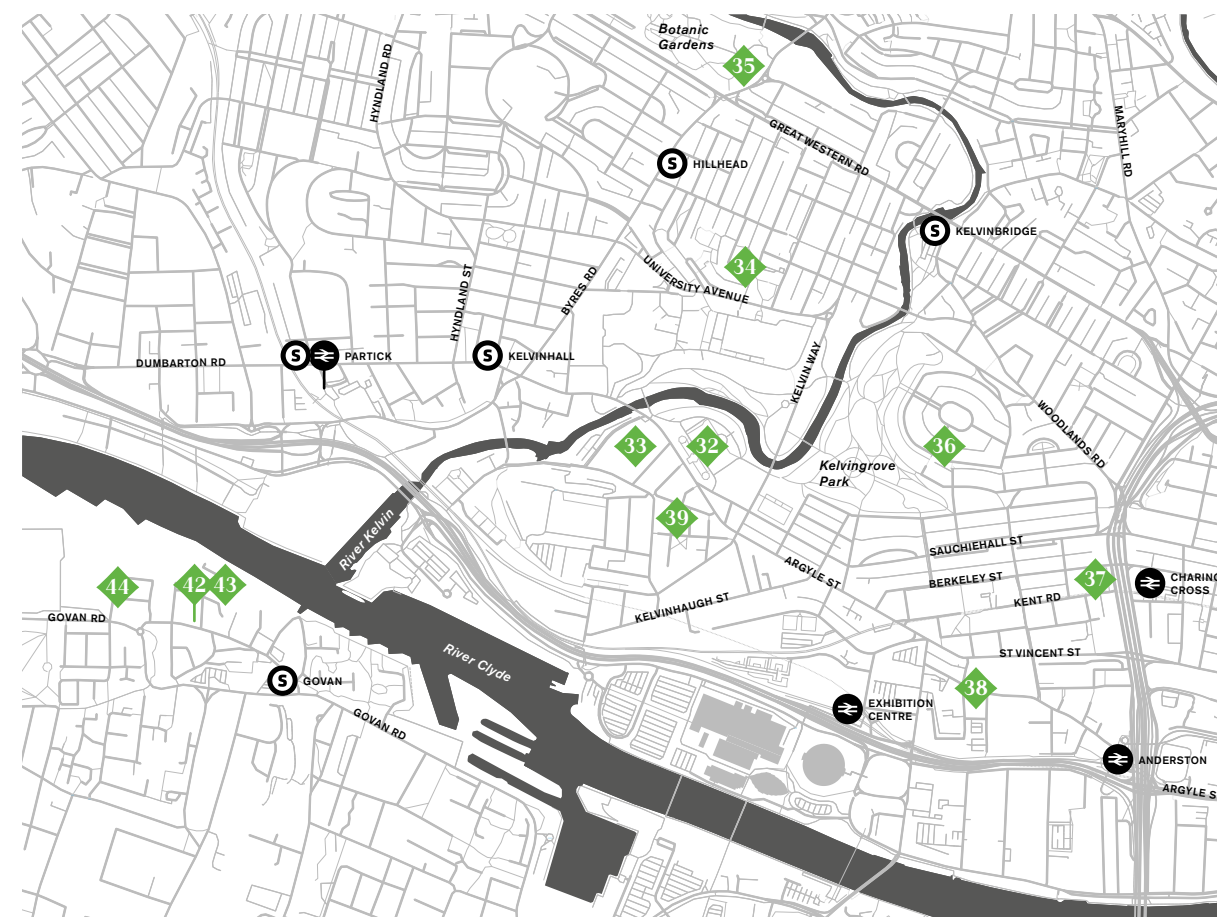 Botanic
Gardens
35
HYNDLAND RD
MARYHILL RD
GREAT WESTERN RD
S
HILLHEAD
S
KELVINBRIDGE
34
UNIVERSITY AVENUE
HYNDLAND ST
BYRES RD
DUMBARTON RD
S
PARTICK
S
KELVINHALL
KELVIN WAY
WOODLANDS RD
33
32
36
Kelvingrove
Park
39
River Kelvin
SAUCHIEHALL ST
ARGYLE ST
BERKELEY ST
37
CHARING
CROSS
KENT RD
44
42
43
GOVAN RD
KELVINHAUGH ST
ST VINCENT ST
River Clyde
S
GOVAN
38
GOVAN RD
EXHIBITION
CENTRE
ANDERSTON
ARGYLE S